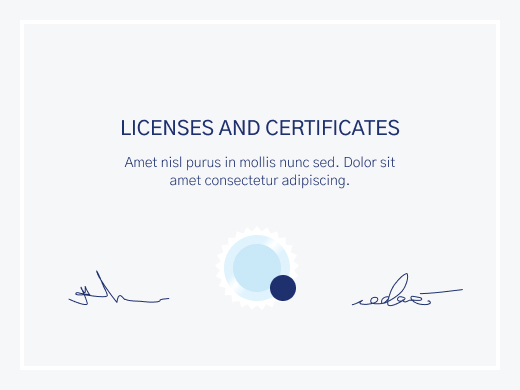 LICENSES AND CERTIFICATES
Amet nisl purus in mollis nunc sed. Dolor sit
amet consectetur adipiscing.